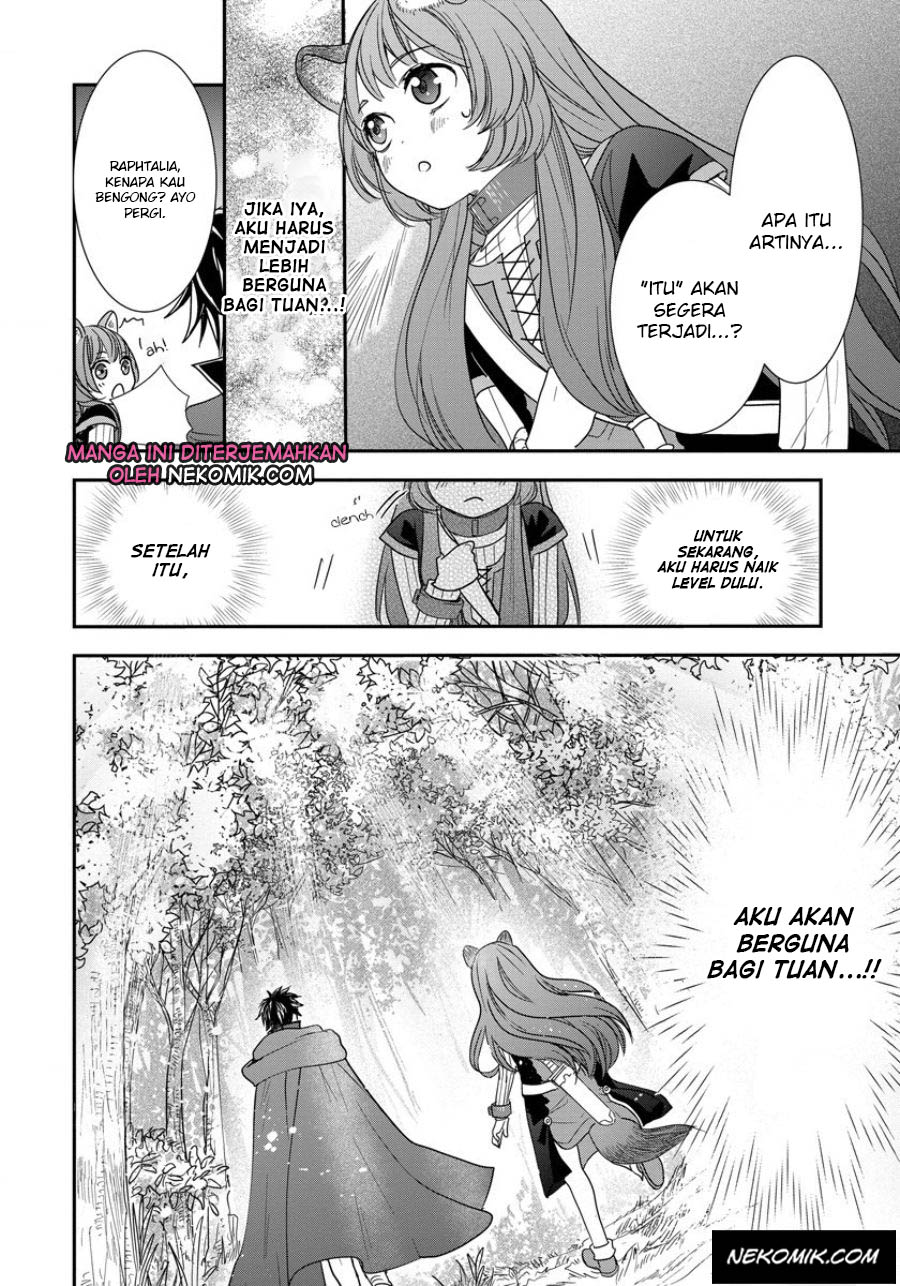 APA ITU
ARTINYA...
"ITU" AKAN
SEGERA
TERJADI...?
JIKA IYA,
AKU HARUS
MENJADI
LEBIH
BERGUNA
BAGI TUAN?..!
RAPHTALIA,
KENAPA KAU
BENGONG? AYO
PERGI.
ah!
MANGA INI DITERJEMAHKAN
OLEH NEKOMIK.COM
UNTUK
SEKARANG,
AKU HARUS NAIK
LEVEL DULU.
clench
SETELAH
ITU,
AKU AKAN
BERGUNA
BAGI TUAN...!!
NEKOMIK.COM